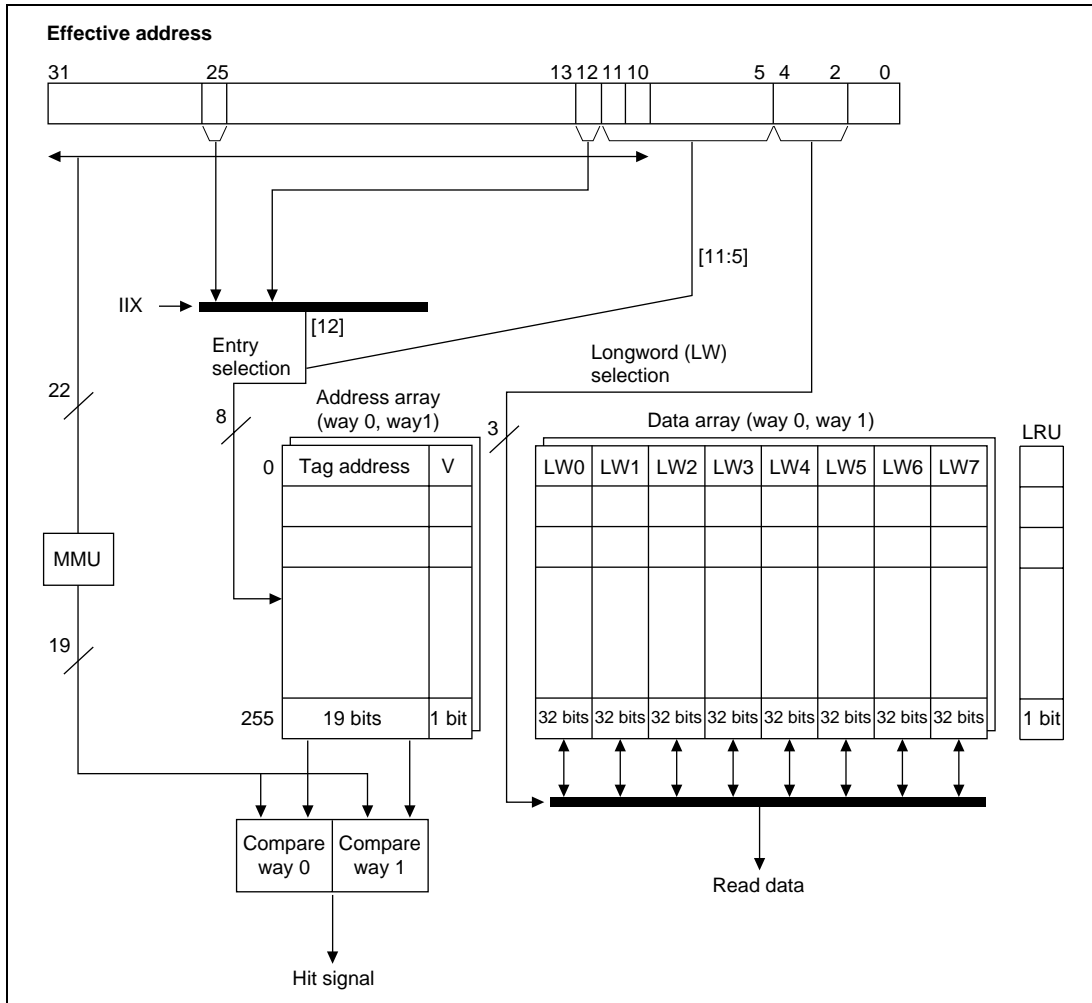 Effective address
31 25 13 12 11 10 5 4 2 0
[11:5]
IIX
[12]
Entry
selection
Longword (LW)
selection
22
8
Address array
(way 0, way1)
3
Data array (way 0, way 1)
LRU
0 Tag address V
LW0 LW1 LW2 LW3 LW4 LW5 LW6 LW7
MMU
19
255 19 bits 1 bit
32 bits 32 bits 32 bits 32 bits 32 bits 32 bits 32 bits 32 bits
1 bit
Compare
way 0
Compare
way 1
Read data
Hit signal